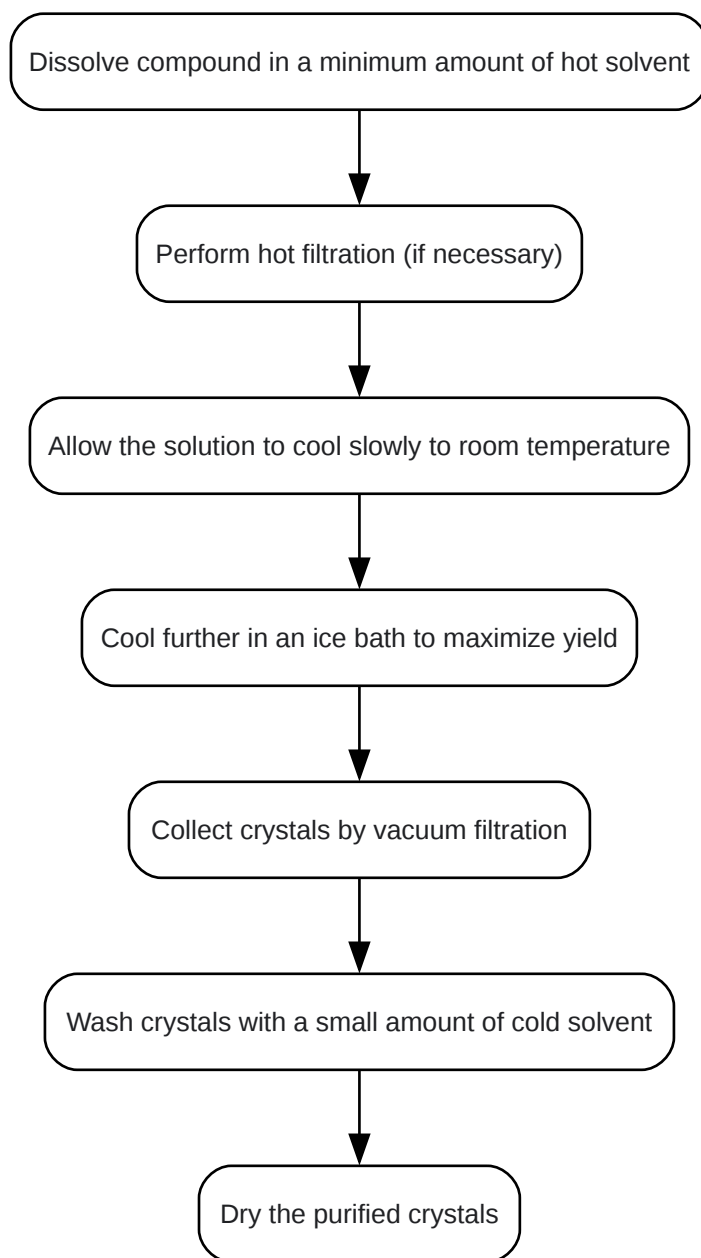 Dissolve compound in a minimum amount of hot solvent
Perform hot filtration (if necessary)
Allow the solution to cool slowly to room temperature
Cool further in an ice bath to maximize yield
Collect crystals by vacuum filtration
Wash crystals with a small amount of cold solvent
Dry the purified crystals